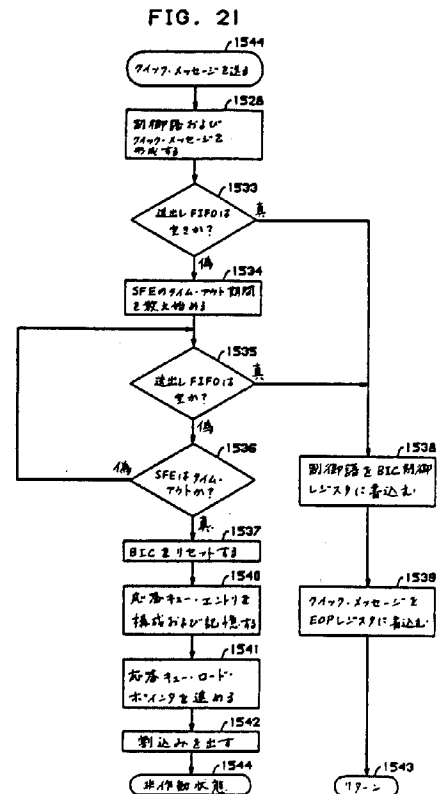 FIG. 21
1544
クイック・メッセージを送る
1528
制御語および
クイック・メッセージを
形成する
1533
送出しFIFOは
空きか?
真
偽
1534
SFEのタイム・アウト期間
を数え始める
1535
送出しFIFOは
空か?
真
偽
1536
SFEはタイム・
アウトか?
偽
真
1537
BICをリセットする
1540
応答キュー・エントリを
構成および記憶する
1541
応答キュー・ロード・
ポインタを進める
1542
割込みを出す
1544
非作動状態
1538
制御語をBIC制御
レジスタに書込む
1539
クイック・メッセージを
EOPレジスタに書込む
1543
リターン